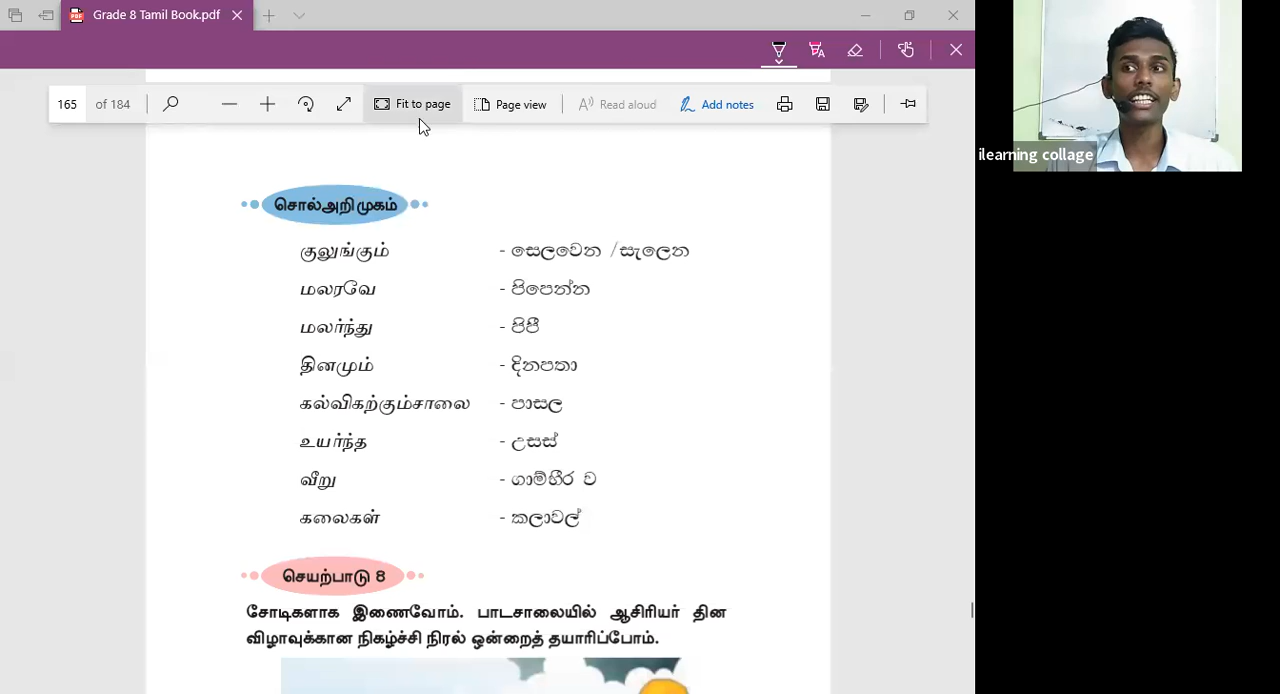 Grade 8 Tamil Book.pdf
165 of 184 Fit to page Page view Read aloud Add notes
ilearning collage
சொல்அறிமுகம்
குலுங்கும் - සෙලවෙන /සැලෙන
மலரவே - පිපෙන්න
மலர்ந்து - පිපී
தினமும் - දිනපතා
கல்விகற்கும்சாலை - පාසල
உயர்ந்த - උසස්
வீறு - ගාම්භීර ව
கலைகள் - කලාවල්
செயற்பாடு 8
சோடிகளாக இணைவோம். பாடசாலையில் ஆசிரியர் தின
விழாவுக்கான நிகழ்ச்சி நிரல் ஒன்றைத் தயாரிப்போம்.